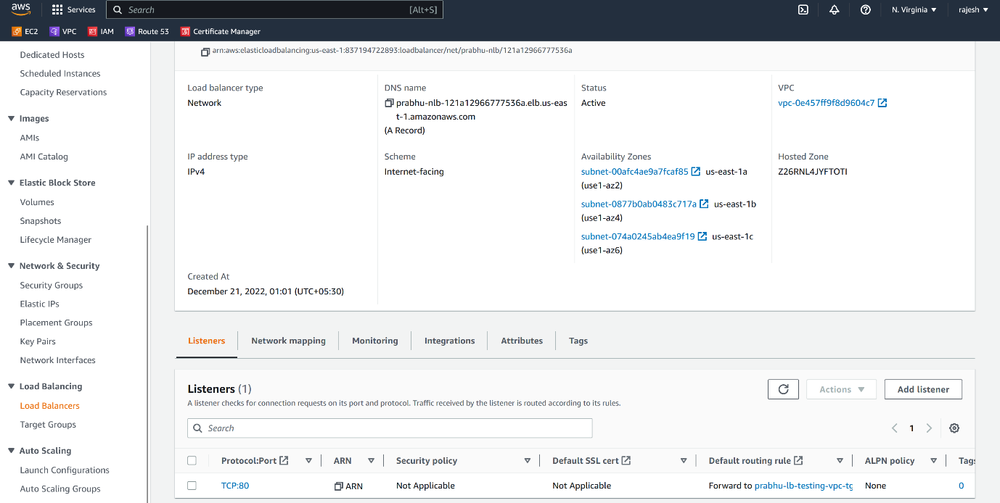 aws
Services
Search
[Alt+S]
N. Virginia
rajesh
EC2
VPC
IAM
Route 53
Certificate Manager
Dedicated Hosts
Scheduled Instances
Capacity Reservations
Images
AMIs
AMI Catalog
Elastic Block Store
Volumes
Snapshots
Lifecycle Manager
Network & Security
Security Groups
Elastic IPs
Placement Groups
Key Pairs
Network Interfaces
Load Balancing
Load Balancers
Target Groups
Auto Scaling
Launch Configurations
Auto Scaling Groups
arn:aws:elasticloadbalancing:us-east-1:837194722893:loadbalancer/net/prabhu-nlb/121a12966777536a
Load balancer type
Network
DNS name
prabhu-nlb-121a12966777536a.elb.us-eas
t-1.amazonaws.com
(A Record)
Status
Active
VPC
vpc-0e457ff9f8d9604c7
IP address type
IPv4
Scheme
Internet-facing
Availability Zones
subnet-00afc4ae9a7fcaf85 us-east-1a
(use1-az2)
subnet-0877b0ab0483c717a us-east-1b
(use1-az4)
subnet-074a0245ab4ea9f19 us-east-1c
(use1-az6)
Hosted Zone
Z26RNL4JYFTOTI
Created At
December 21, 2022, 01:01 (UTC+05:30)
Listeners
Network mapping
Monitoring
Integrations
Attributes
Tags
Listeners (1)
A listener checks for connection requests on its port and protocol. Traffic received by the listener is routed according to its rules.
Actions
Add listener
Search
1
Protocol:Port
ARN
Security policy
Default SSL cert
Default routing rule
ALPN policy
Tags
TCP:80
ARN
Not Applicable
Not Applicable
Forward to prabhu-lb-testing-vpc-tg
None
0